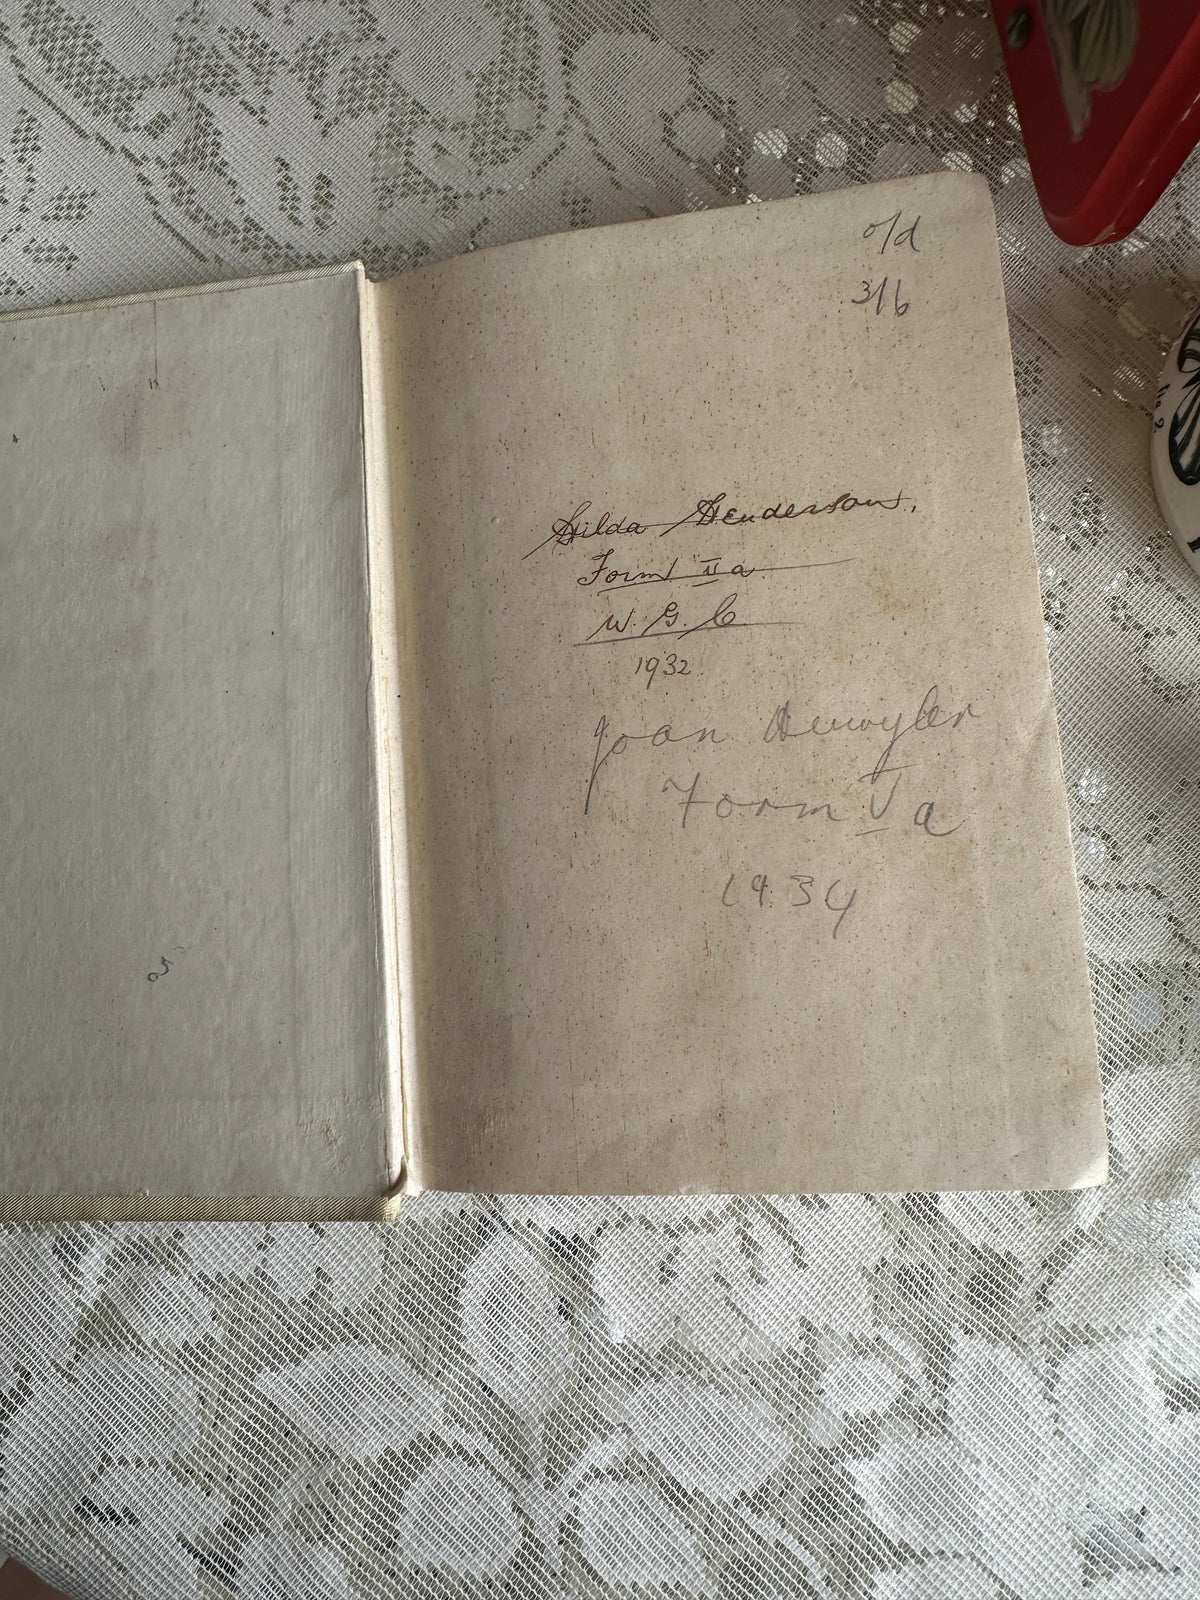 o/d
3/6
Hilda Henderson.
Form IIa
W. G. C
1932
Joan
Form Va
1934